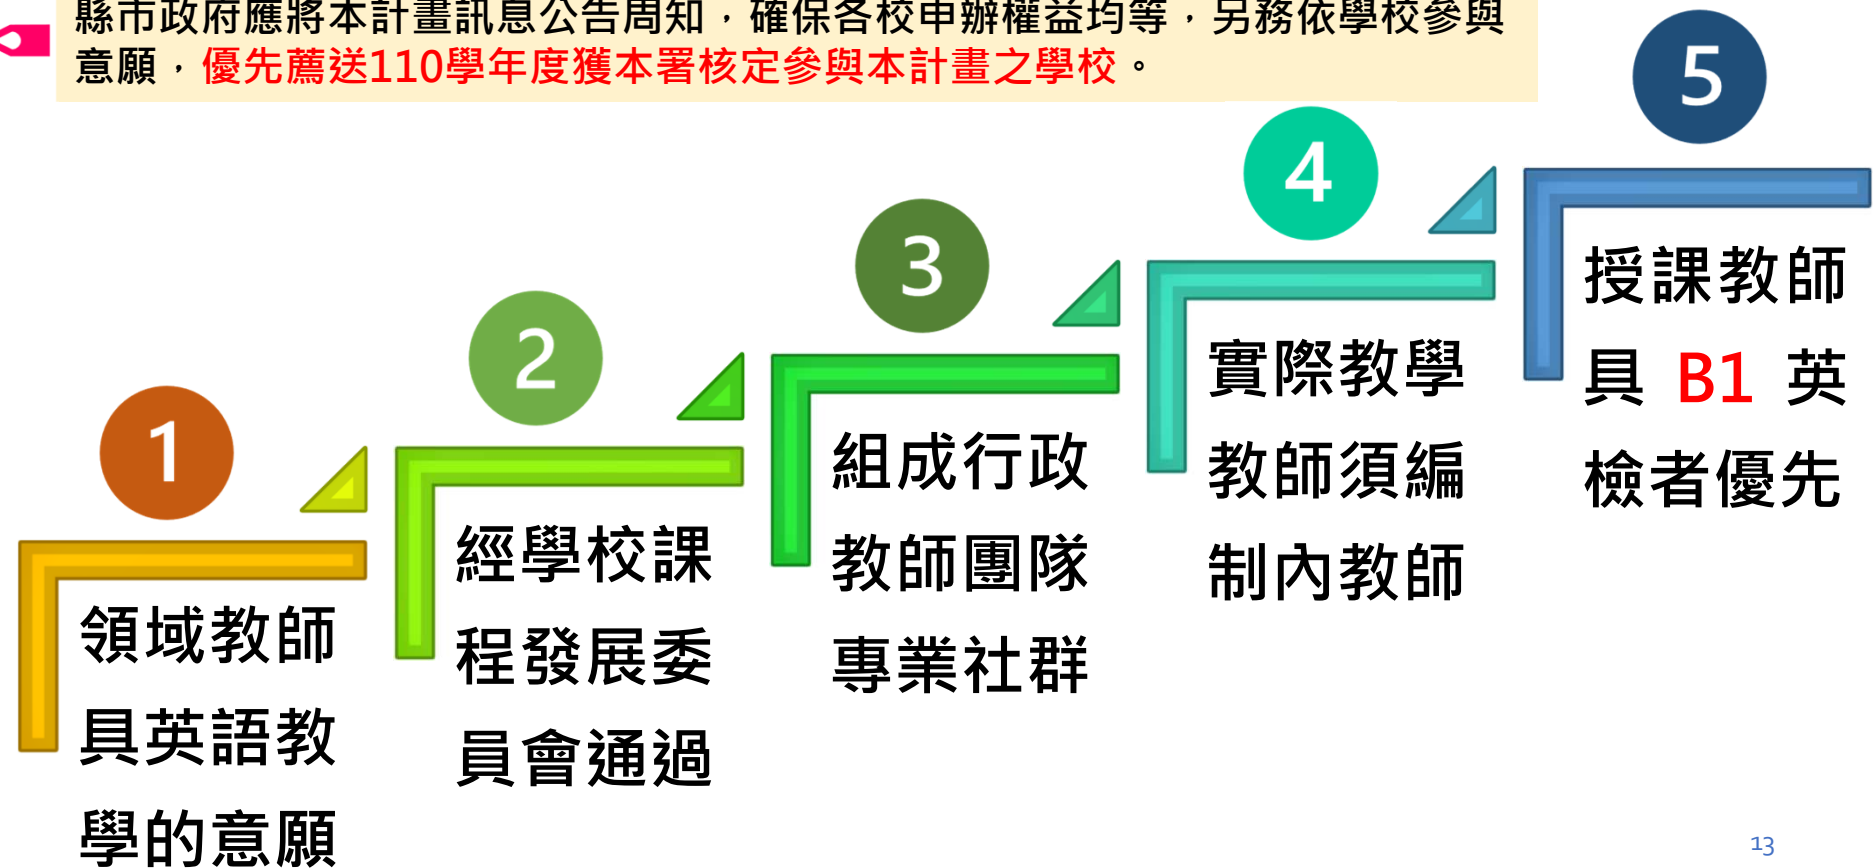 縣市政府應將本計畫訊息公告周知，確保各校申辦權益均等，另務依學校參與
意願，優先薦送110學年度獲本署核定參與本計畫之學校。
1
領域教師
具英語教
學的意願
2
經學校課
程發展委
員會通過
3
組成行政
教師團隊
專業社群
4
實際教學
教師須編
制內教師
5
授課教師
具 B1 英
檢者優先
13